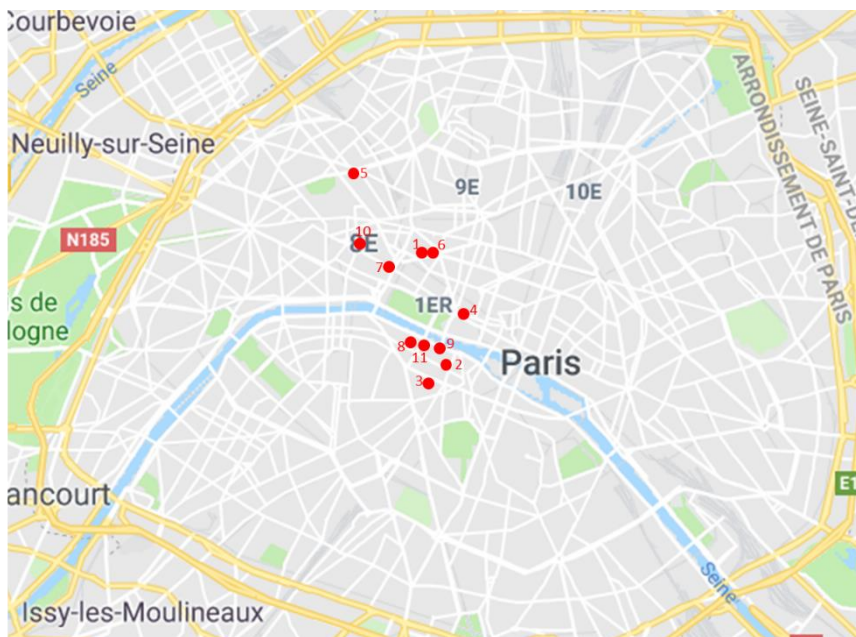 Courbevoie
Seine
Neuilly-sur-Seine
N185
s de
logne
5
9E
10E
10
8E
1
6
7
1ER
4
8
11
9
2
3
Paris
ARRONDISSEMENT DE PARIS
SEINE-SAINT-DE
ancourt
E1
Seine
Issy-les-Moulineaux